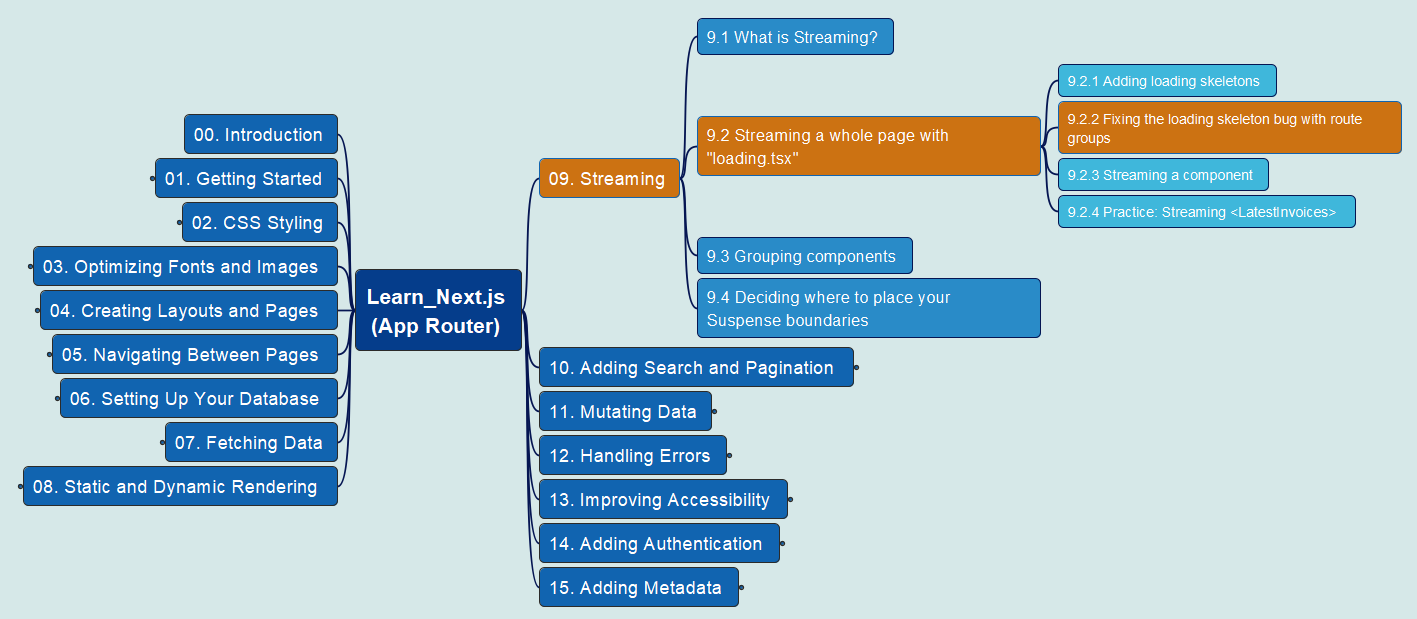 Learn_Next.js
(App Router)
00. Introduction
01. Getting Started
02. CSS Styling
03. Optimizing Fonts and Images
04. Creating Layouts and Pages
05. Navigating Between Pages
06. Setting Up Your Database
07. Fetching Data
08. Static and Dynamic Rendering
09. Streaming
9.1 What is Streaming?
9.2 Streaming a whole page with
"loading.tsx"
9.2.1 Adding loading skeletons
9.2.2 Fixing the loading skeleton bug with route
groups
9.2.3 Streaming a component
9.2.4 Practice: Streaming <LatestInvoices>
9.3 Grouping components
9.4 Deciding where to place your
Suspense boundaries
10. Adding Search and Pagination
11. Mutating Data
12. Handling Errors
13. Improving Accessibility
14. Adding Authentication
15. Adding Metadata